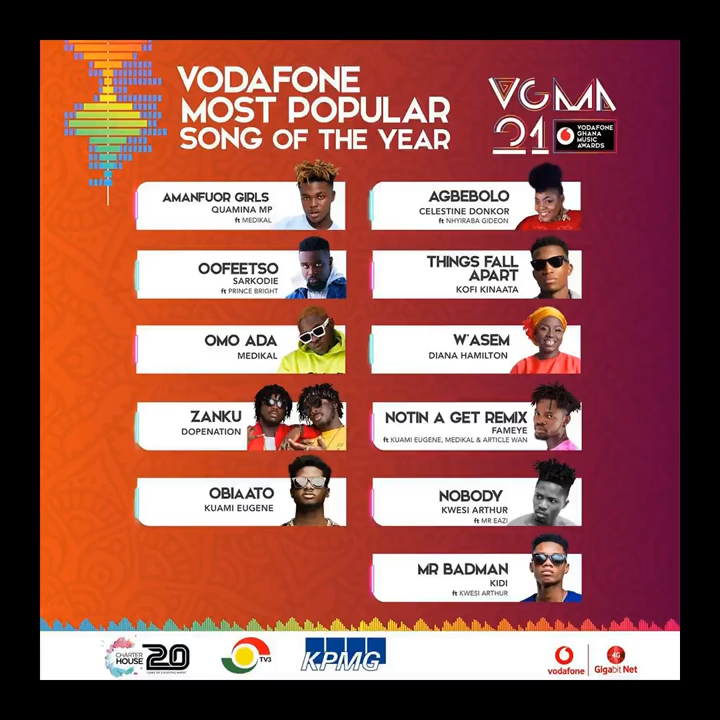 VODAFONE
MOST POPULAR
SONG OF THE YEAR
VGMA
21
VODAFONE
GHANA
MUSIC
AWARDS
AMANFUOR GIRLS
QUAMINA MP
ft MEDIKAL
OOFEETSO
SARKODIE
ft PRINCE BRIGHT
OMO ADA
MEDIKAL
ZANKU
DOPENATION
OBIAATO
KUAMI EUGENE
AGBEBOLO
CELESTINE DONKOR
ft NHYIRABA GIDEON
THINGS FALL
APART
KOFI KINAATA
W'ASEM
DIANA HAMILTON
NOTIN A GET REMIX
FAMEYE
ft KUAMI EUGENE, MEDIKAL & ARTICLE WAN
NOBODY
KWESI ARTHUR
ft MR EAZI
MR BADMAN
KIDI
ft KWESI ARTHUR
CHARTER
HOUSE
20
TV3
KPMG
vodafone
4G
Gigabit Net